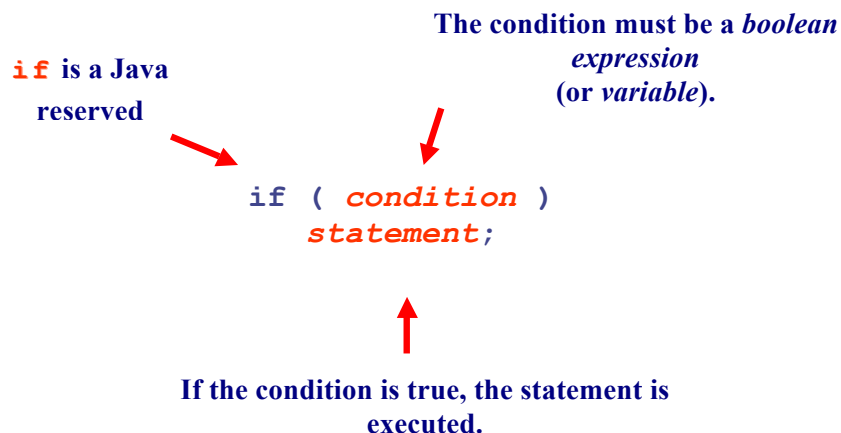 The condition must be a boolean
expression
(or variable).
if is a Java
reserved
if ( condition )
statement;
If the condition is true, the statement is
executed.